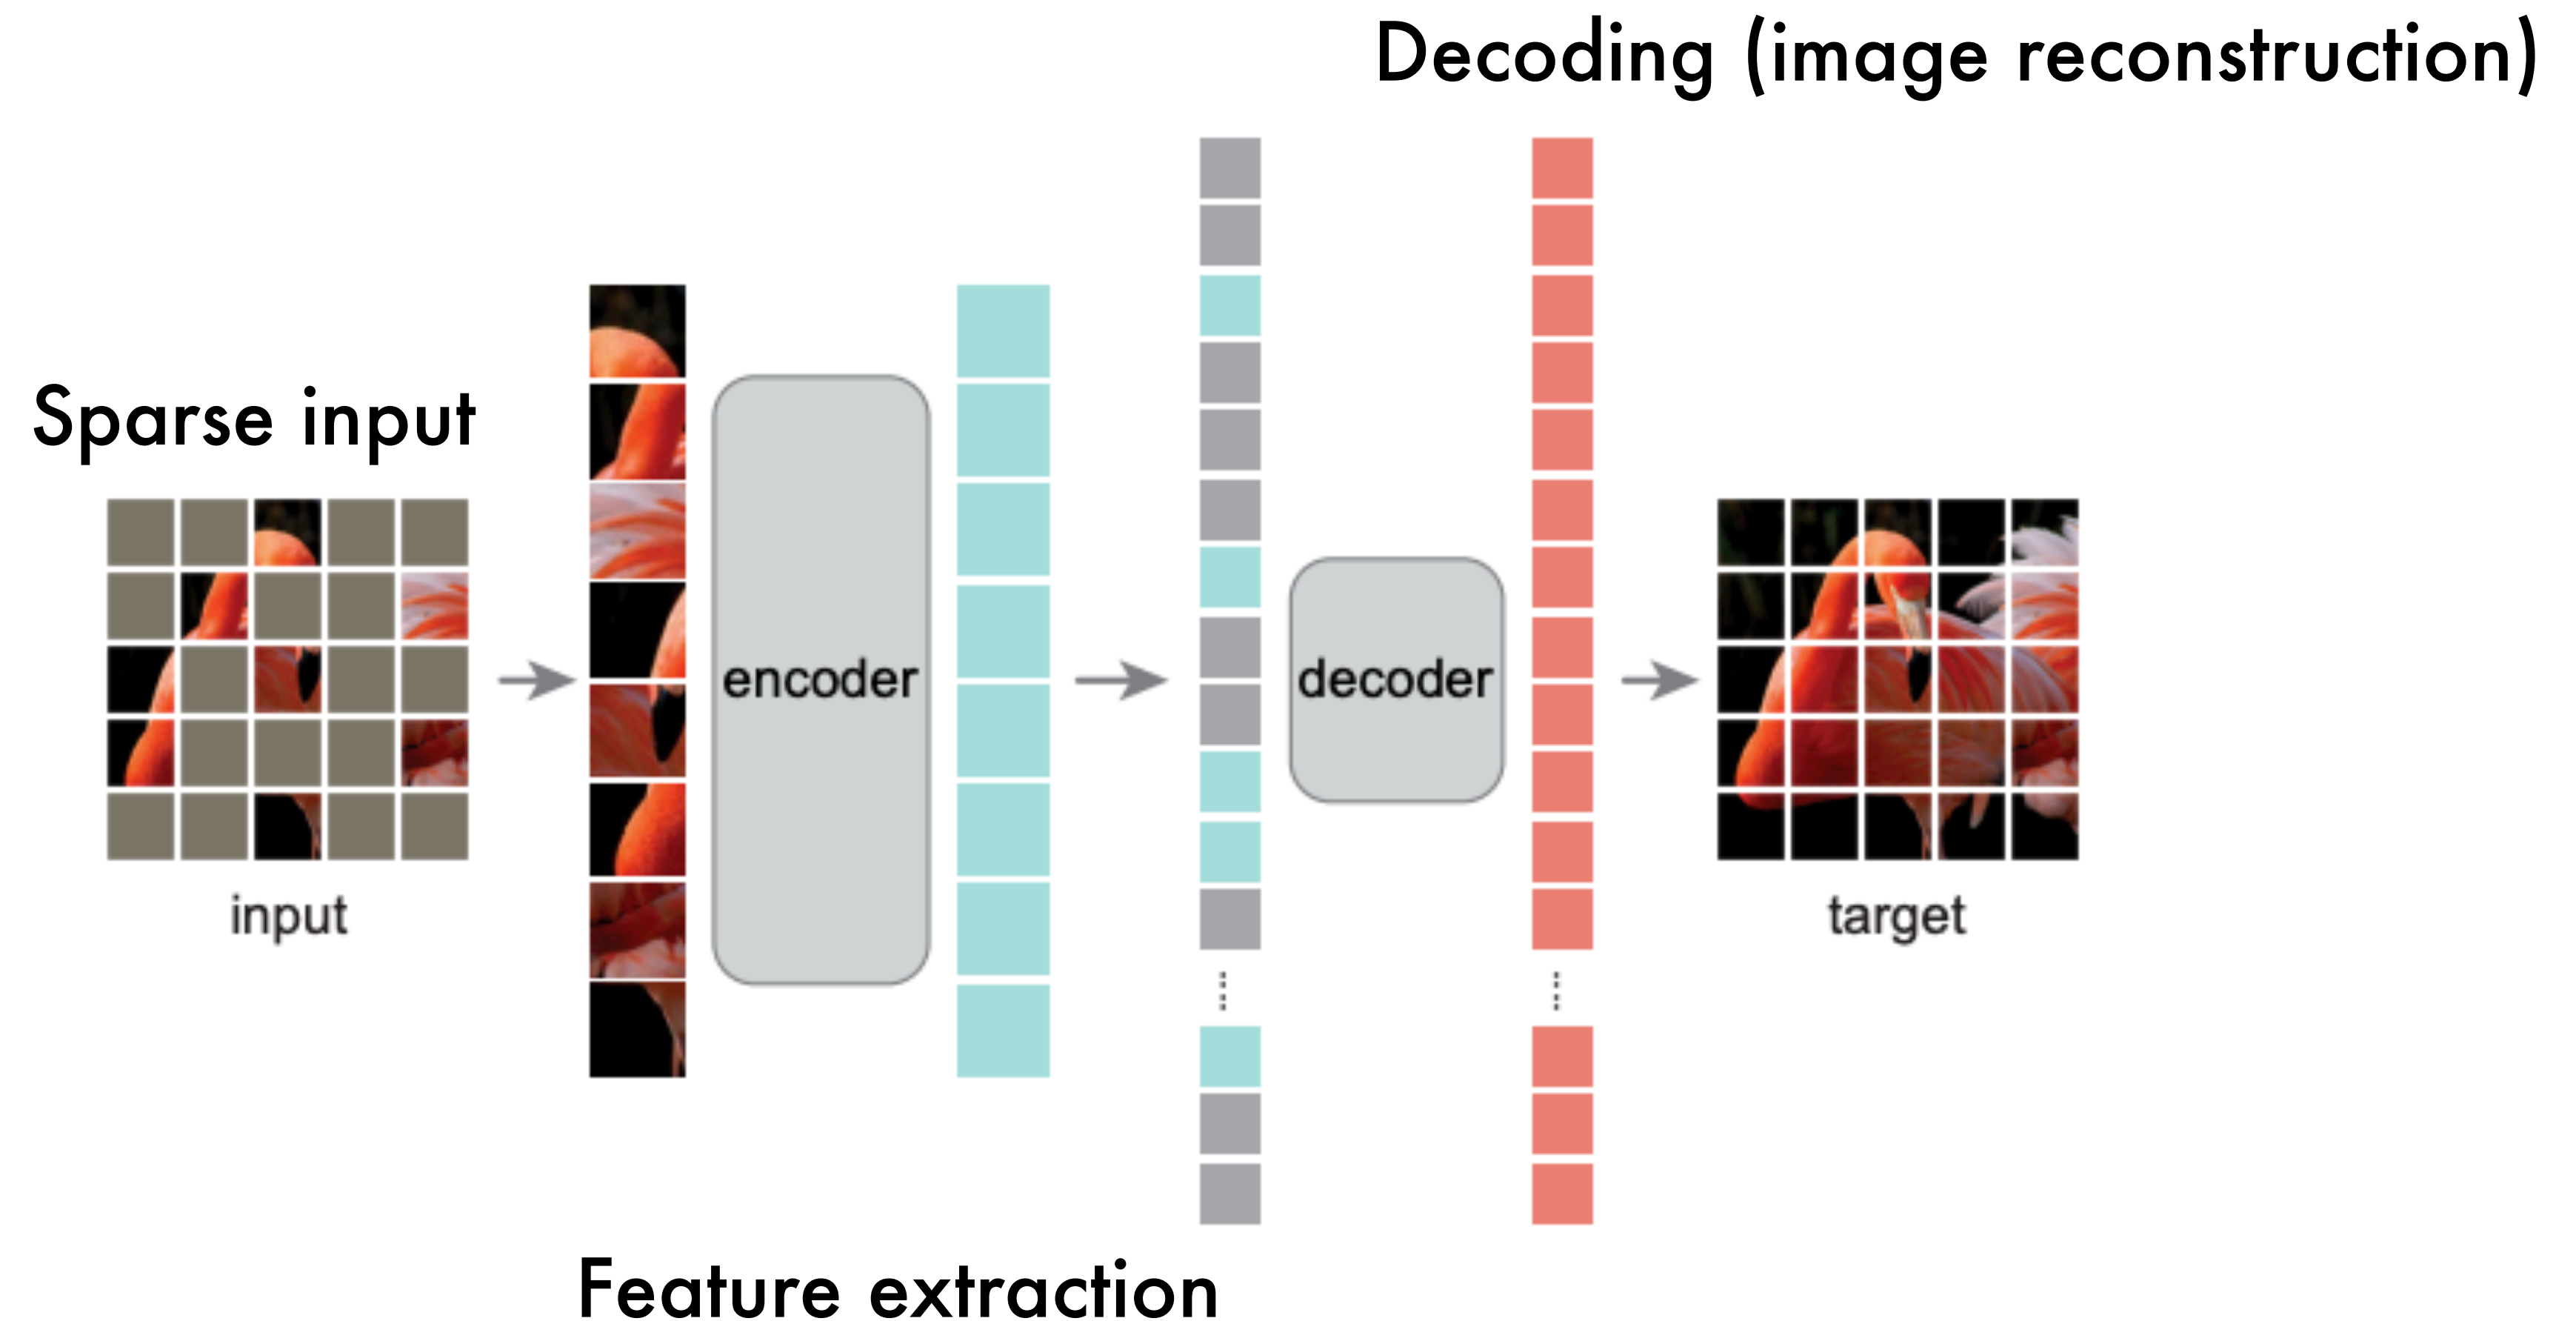 Decoding (image reconstruction)
Sparse input
encoder
decoder
input
target
Feature extraction